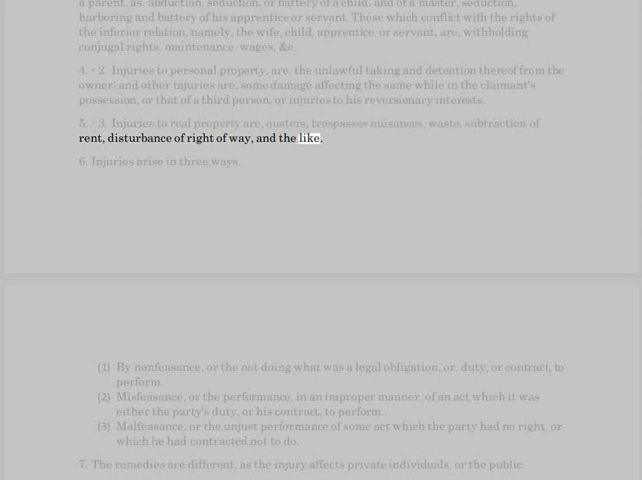 a parent, as, abduction, seduction, or battery of a child; and of a master, seduction,
harboring and battery of his apprentice or servant. Those which conflict with the rights of
the inferior relation, namely, the wife, child, apprentice, or servant, are, withholding
conjugal rights, maintenance, wages, &c.
4. - 2. Injuries to personal property, are, the unlawful taking and detention thereof from the
owner; and other injuries are, some damage affecting the same while in the claimant's
possession, or that of a third person, or injuries to his reversionary interests.
5. - 3. Injuries to real property are, ousters, trespasses nuisances, waste, subtraction of
rent, disturbance of right of way, and the like.
6. Injuries arise in three ways.
(1) By nonfeasance, or the not doing what was a legal obligation, or, duty, or contract, to
perform.
(2) Misfeasance, or the performance, in an improper manner, of an act which it was
either the party's duty, or his contract, to perform.
(3) Malfeasance, or the unjust performance of some act which the party had no right, or
which he had contracted not to do.
7. The remedies are different, as the injury affects private individuals, or the public.